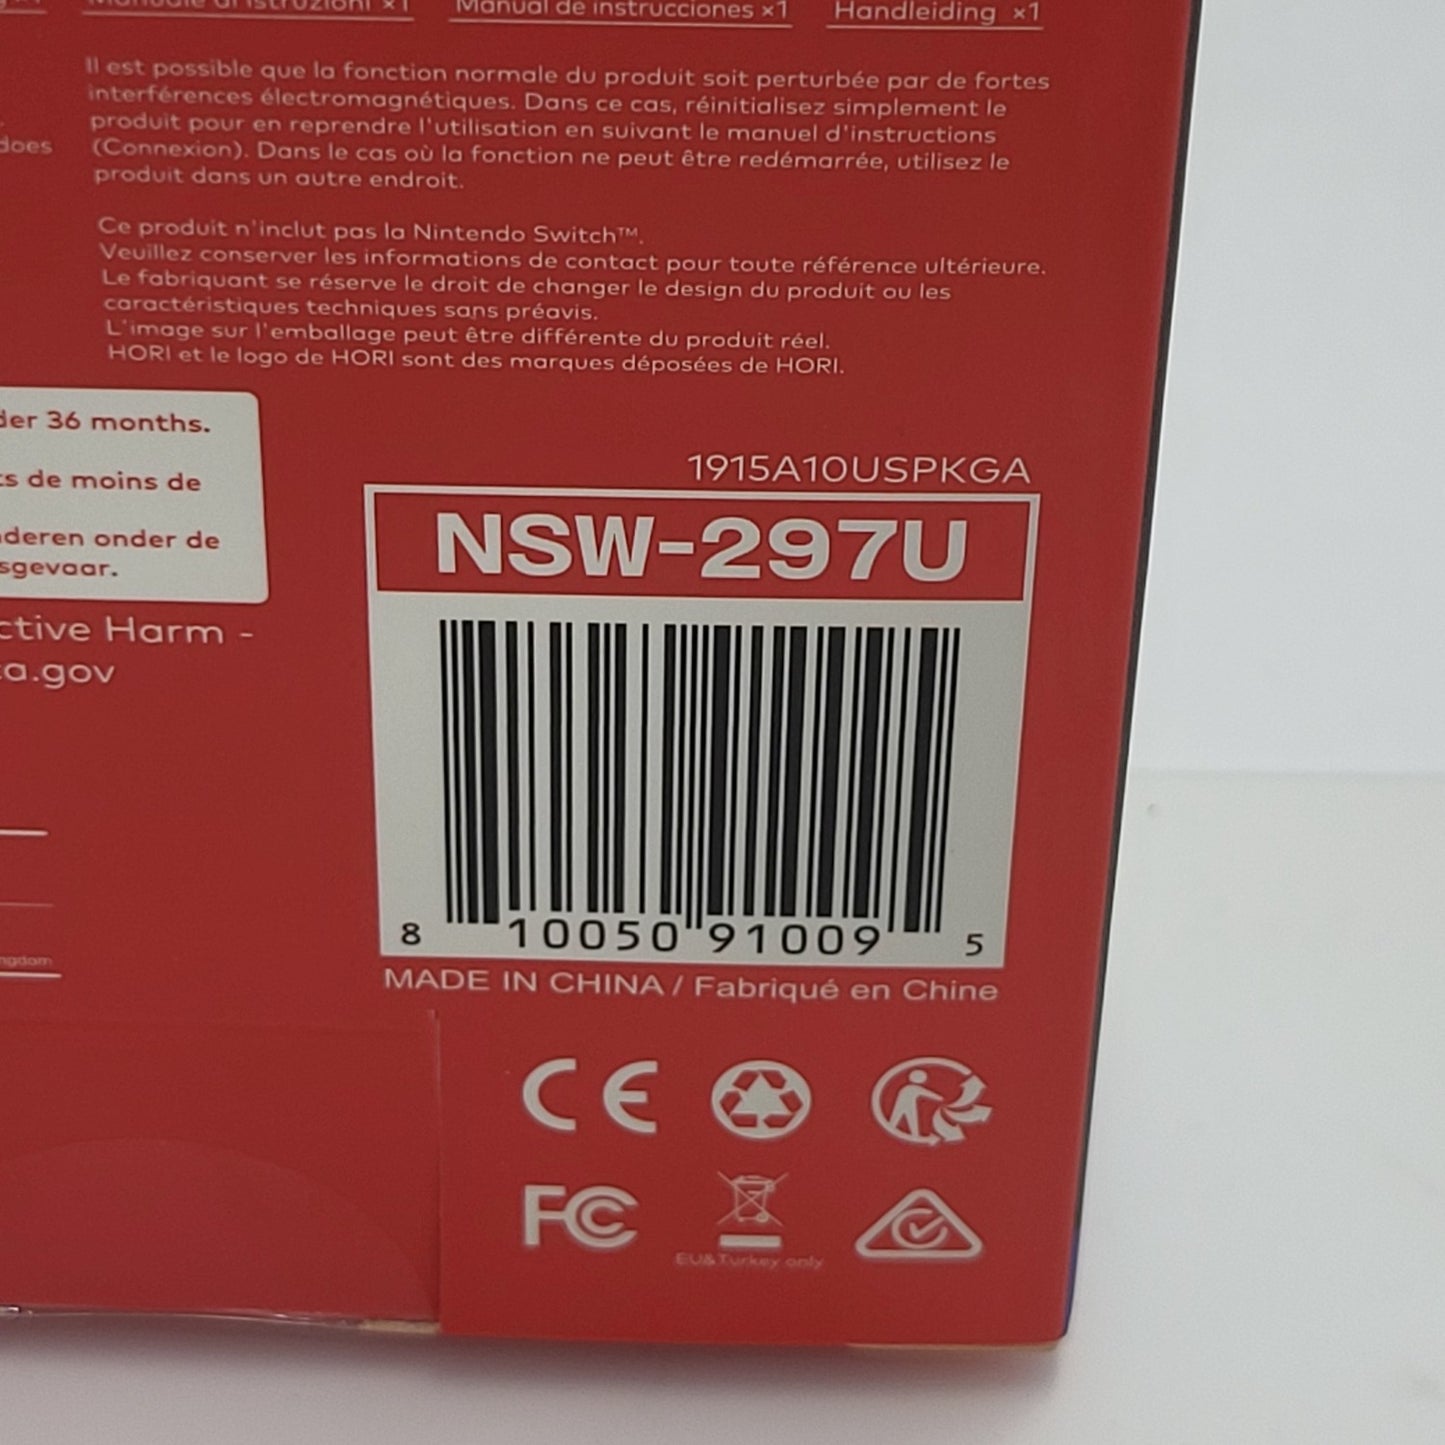 Manuale di istruzioni ×1
Manual de instrucciones ×1
Handleiding ×1
Il est possible que la fonction normale du produit soit perturbée par de fortes
interférences électromagnétiques. Dans ce cas, réinitialisez simplement le
produit pour en reprendre l'utilisation en suivant le manuel d'instructions
(Connexion). Dans le cas où la fonction ne peut être redémarrée, utilisez le
produit dans un autre endroit.
does
Ce produit n'inclut pas la Nintendo Switch™.
Veuillez conserver les informations de contact pour toute référence ultérieure.
Le fabriquant se réserve le droit de changer le design du produit ou les
caractéristiques techniques sans préavis.
L'image sur l'emballage peut être différente du produit réel.
HORI et le logo de HORI sont des marques déposées de HORI.
der 36 months.
ts de moins de
nderen onder de
sgevaar.
ctive Harm -
ca.gov
ngdom
1915A10USPKGA
NSW-297U
8 10050 91009 5
MADE IN CHINA / Fabriqué en Chine
CE
FC
EU&Turkey only